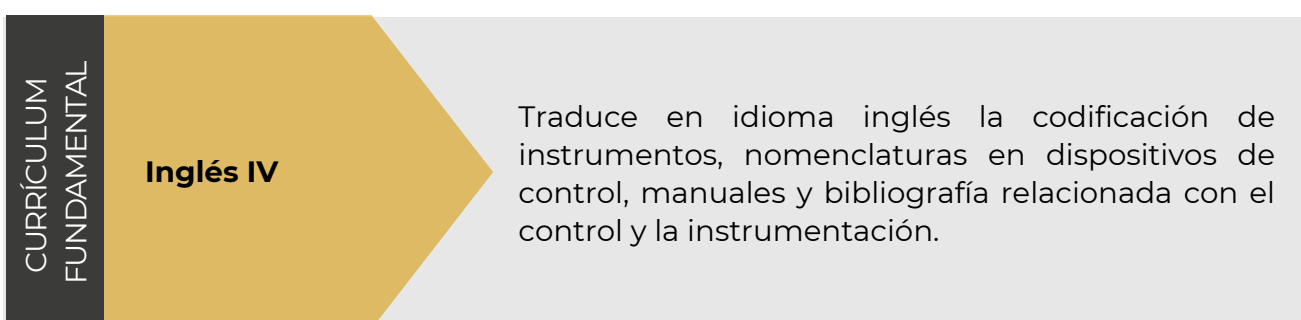 CURRÍCULUM
FUNDAMENTAL
Inglés IV
Traduce en idioma inglés la codificación de
instrumentos, nomenclaturas en dispositivos de
control, manuales y bibliografía relacionada con el
control y la instrumentación.